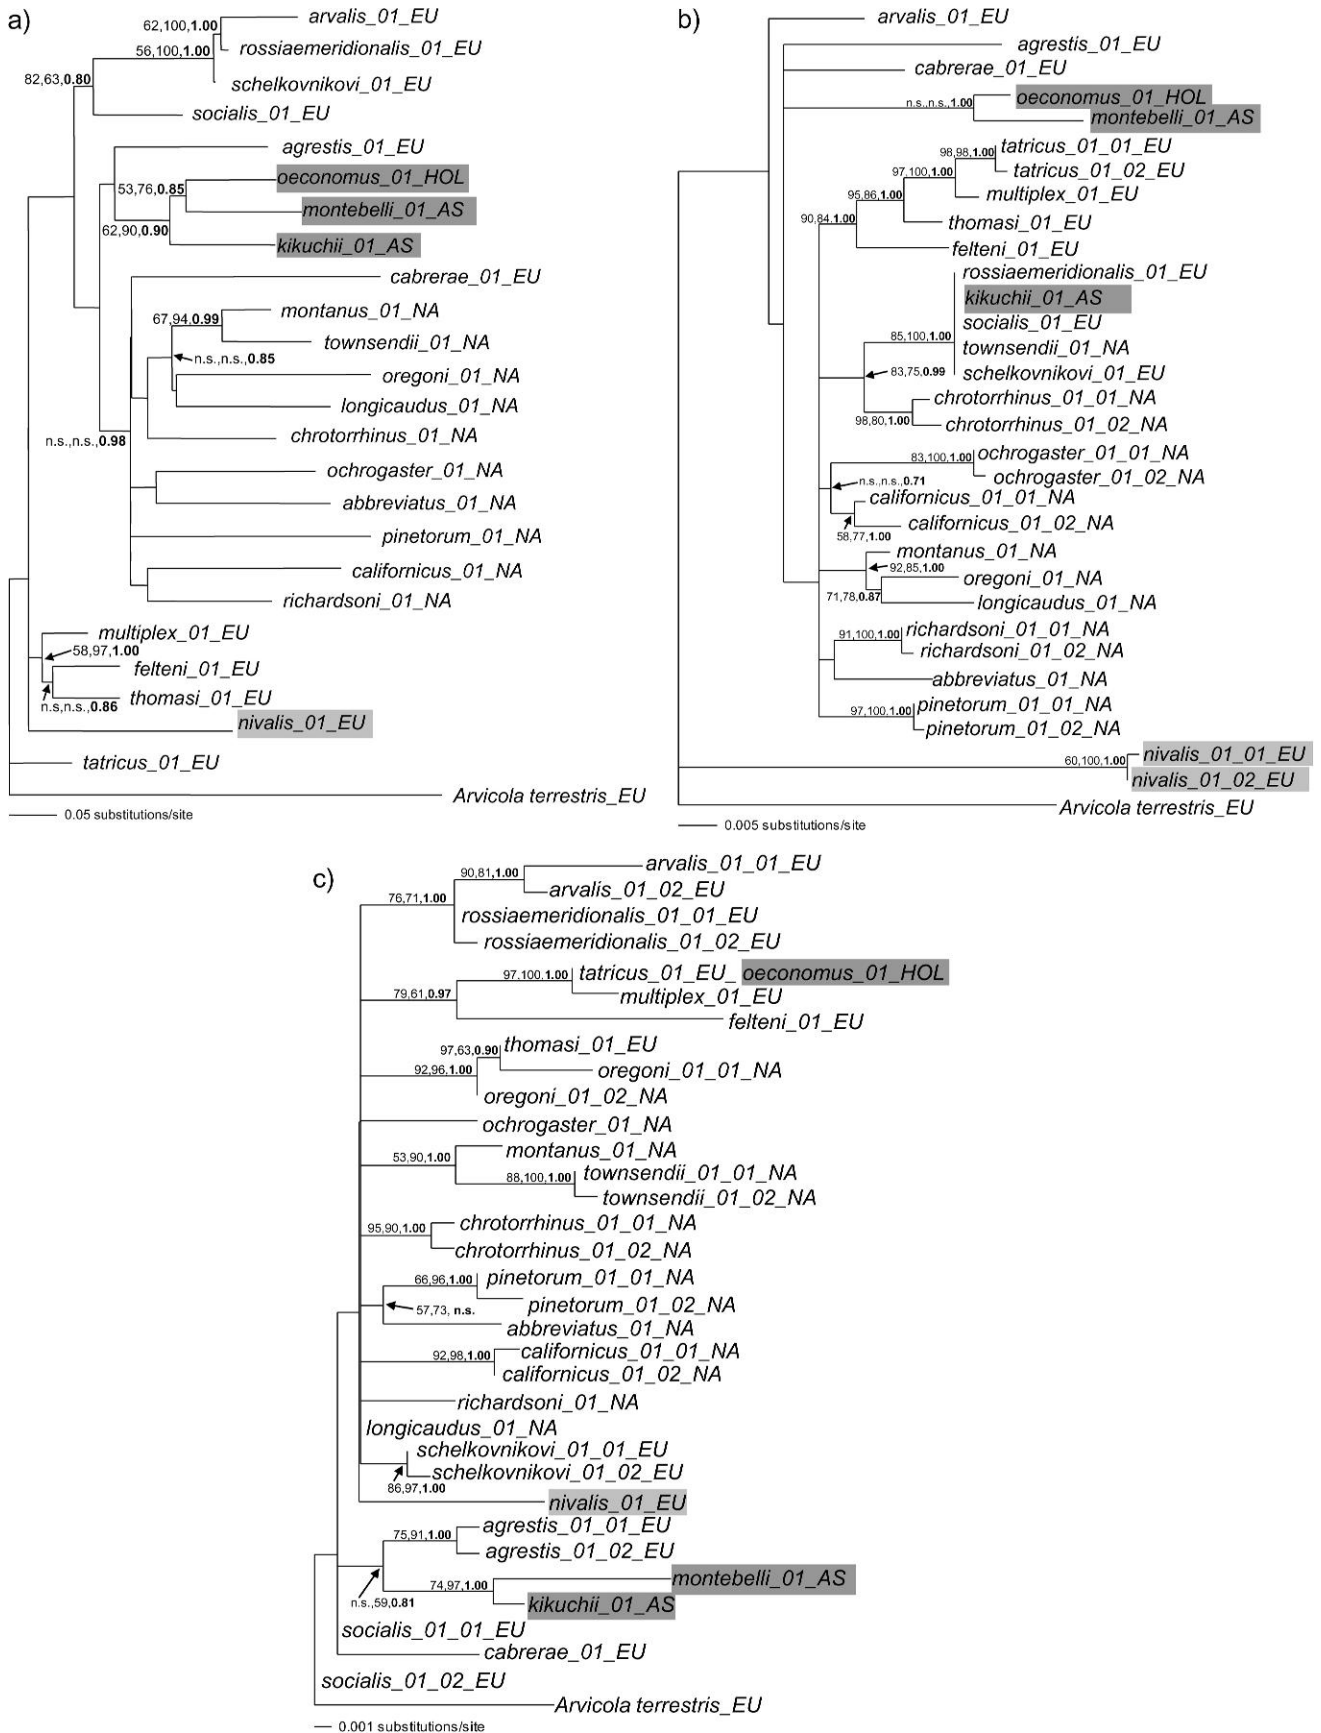 a)
arvalis_01_EU
62,100,1.00
rossiaemeridionalis_01_EU
56,100,1.00
schelkovnikovi_01_EU
82,63,0.80
socialis_01_EU
agrestis_01_EU
oeconomus_01_HOL
53,76,0.85
montebelli_01_AS
62,90,0.90
kikuchii_01_AS
cabrerae_01_EU
montanus_01_NA
67,94,0.99
townsendii_01_NA
n.s.,n.s.,0.85
oregoni_01_NA
longicaudus_01_NA
chrotorrhinus_01_NA
n.s.,n.s.,0.98
ochrogaster_01_NA
abbreviatus_01_NA
pinetorum_01_NA
californicus_01_NA
richardsoni_01_NA
multiplex_01_EU
58,97,1.00
felteni_01_EU
thomasi_01_EU
n.s,n.s.,0.86
nivalis_01_EU
tatricus_01_EU
Arvicola terrestris_EU
0.05 substitutions/site
b)
arvalis_01_EU
agrestis_01_EU
cabrerae_01_EU
oeconomus_01_HOL
n.s.,n.s.,1.00
montebelli_01_AS
tatricus_01_01_EU
98,98,1.00
tatricus_01_02_EU
97,100,1.00
multiplex_01_EU
95,86,1.00
thomasi_01_EU
90,84,1.00
felteni_01_EU
rossiaemeridionalis_01_EU
kikuchii_01_AS
socialis_01_EU
85,100,1.00
townsendii_01_NA
83,75,0.99
schelkovnikovi_01_EU
chrotorrhinus_01_01_NA
98,80,1.00
chrotorrhinus_01_02_NA
83,100,1.00
ochrogaster_01_01_NA
ochrogaster_01_02_NA
n.s.,n.s.,0.71
californicus_01_01_NA
californicus_01_02_NA
58,77,1.00
montanus_01_NA
92,85,1.00
oregoni_01_NA
71,78,0.87
longicaudus_01_NA
richardsoni_01_01_NA
91,100,1.00
richardsoni_01_02_NA
abbreviatus_01_NA
pinetorum_01_01_NA
97,100,1.00
pinetorum_01_02_NA
nivalis_01_01_EU
60,100,1.00
nivalis_01_02_EU
Arvicola terrestris_EU
0.005 substitutions/site
c)
arvalis_01_01_EU
90,81,1.00
arvalis_01_02_EU
76,71,1.00
rossiaemeridionalis_01_01_EU
rossiaemeridionalis_01_02_EU
97,100,1.00
tatricus_01_EU_ oeconomus_01_HOL
79,61,0.97
multiplex_01_EU
felteni_01_EU
thomasi_01_EU
97,63,0.90
oregoni_01_01_NA
92,96,1.00
oregoni_01_02_NA
ochrogaster_01_NA
montanus_01_NA
53,90,1.00
townsendii_01_01_NA
88,100,1.00
townsendii_01_02_NA
chrotorrhinus_01_01_NA
95,90,1.00
chrotorrhinus_01_02_NA
66,96,1.00
pinetorum_01_01_NA
pinetorum_01_02_NA
57,73, n.s.
abbreviatus_01_NA
californicus_01_01_NA
92,98,1.00
californicus_01_02_NA
richardsoni_01_NA
longicaudus_01_NA
schelkovnikovi_01_01_EU
schelkovnikovi_01_02_EU
86,97,1.00
nivalis_01_EU
agrestis_01_01_EU
75,91,1.00
agrestis_01_02_EU
montebelli_01_AS
74,97,1.00
n.s.,59,0.81
kikuchii_01_AS
socialis_01_01_EU
cabrerae_01_EU
socialis_01_02_EU
Arvicola terrestris_EU
0.001 substitutions/site